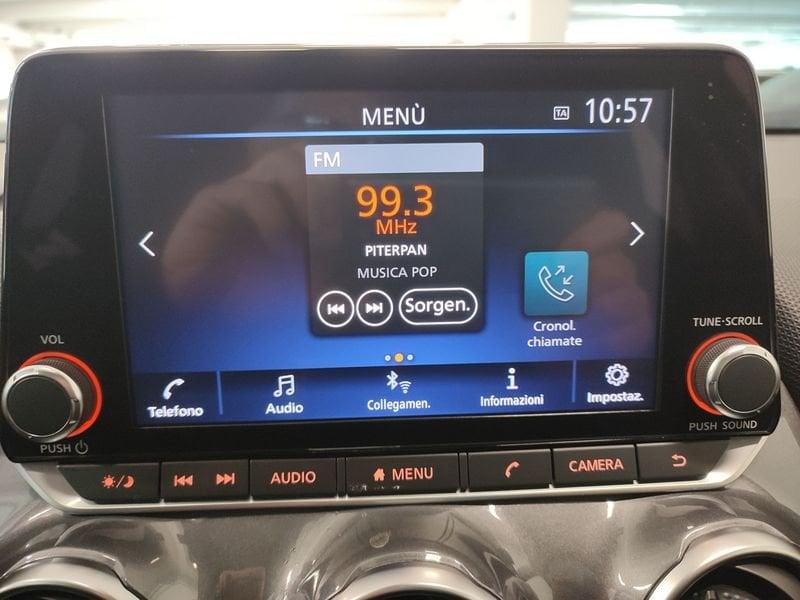 MENÙ
TA
10:57
FM
99.3
MHz
PITERPAN
MUSICA POP
Sorgen.
Cronol.
chiamate
VOL
TUNE·SCROLL
Telefono
Audio
Collegamen.
Informazioni
Impostaz.
PUSH
PUSH SOUND
AUDIO
MENU
CAMERA